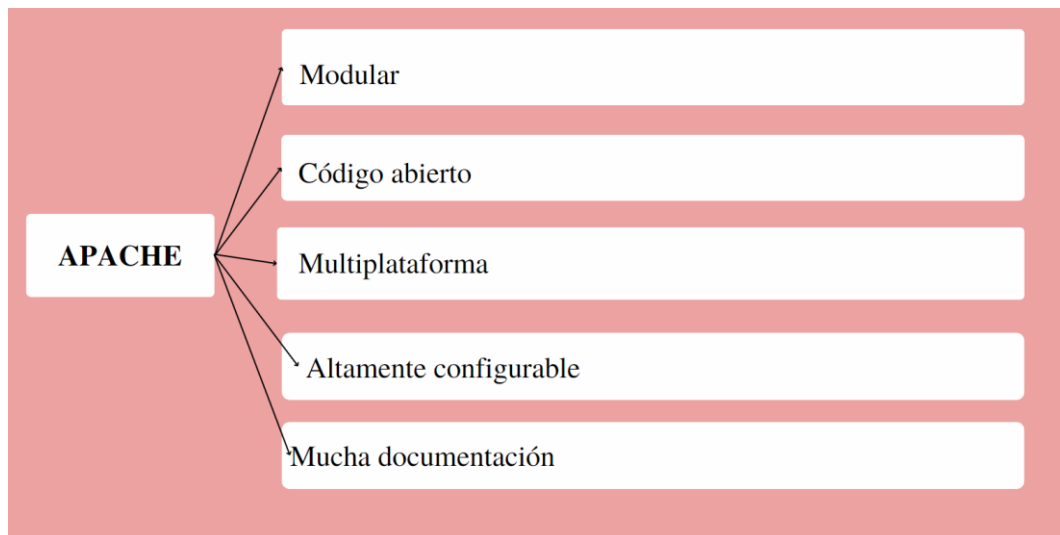 Modular
Código abierto
APACHE
Multiplataforma
Altamente configurable
Mucha documentación